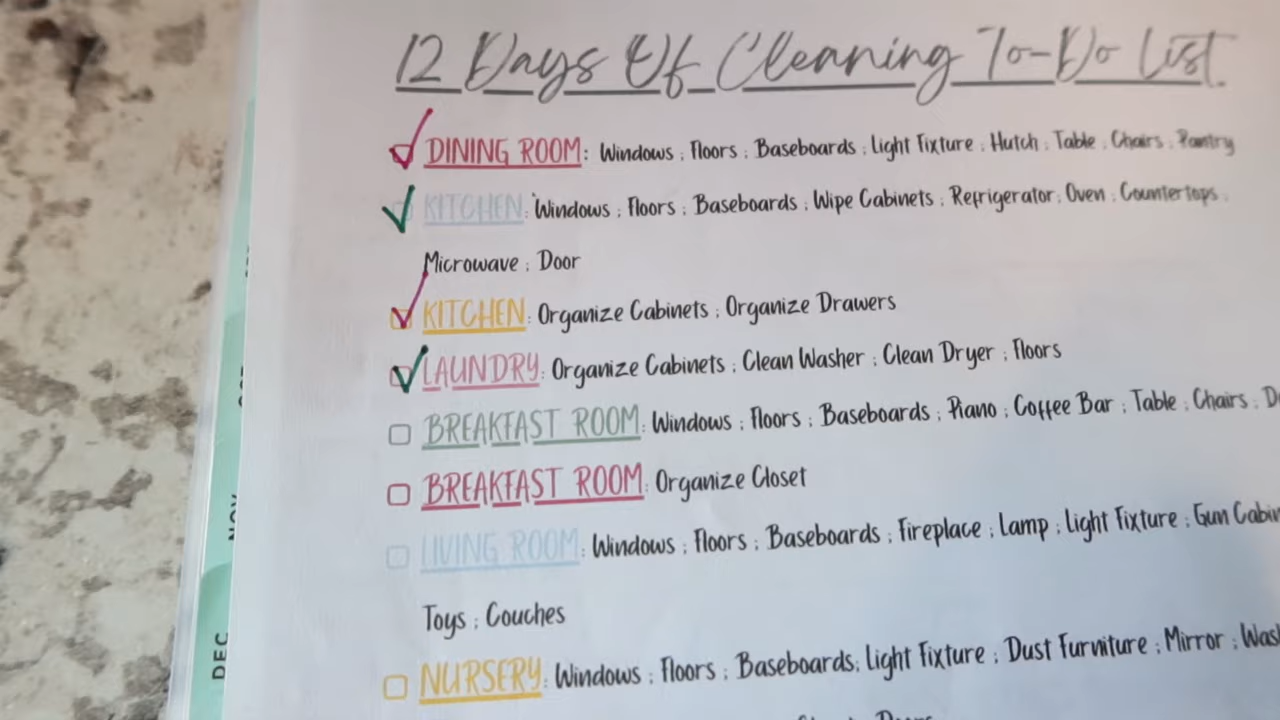 12 Days Of Cleaning To-Do List
DINING ROOM: Windows ; Floors ; Baseboards ; Light Fixture ; Hutch ; Table ; Chairs ; Pantry
KITCHEN: Windows ; Floors ; Baseboards ; Wipe Cabinets ; Refrigerator ; Oven ; Countertops ;
Microwave ; Door
KITCHEN: Organize Cabinets ; Organize Drawers
LAUNDRY: Organize Cabinets ; Clean Washer ; Clean Dryer ; Floors
BREAKFAST ROOM: Windows ; Floors ; Baseboards ; Piano ; Coffee Bar ; Table ; Chairs ;
BREAKFAST ROOM: Organize Closet
LIVING ROOM: Windows ; Floors ; Baseboards ; Fireplace ; Lamp ; Light Fixture ; Gun Cabin
Toys ; Couches
NURSERY: Windows ; Floors ; Baseboards ; Light Fixture ; Dust Furniture ; Mirror ; Wash
NOV
DEC